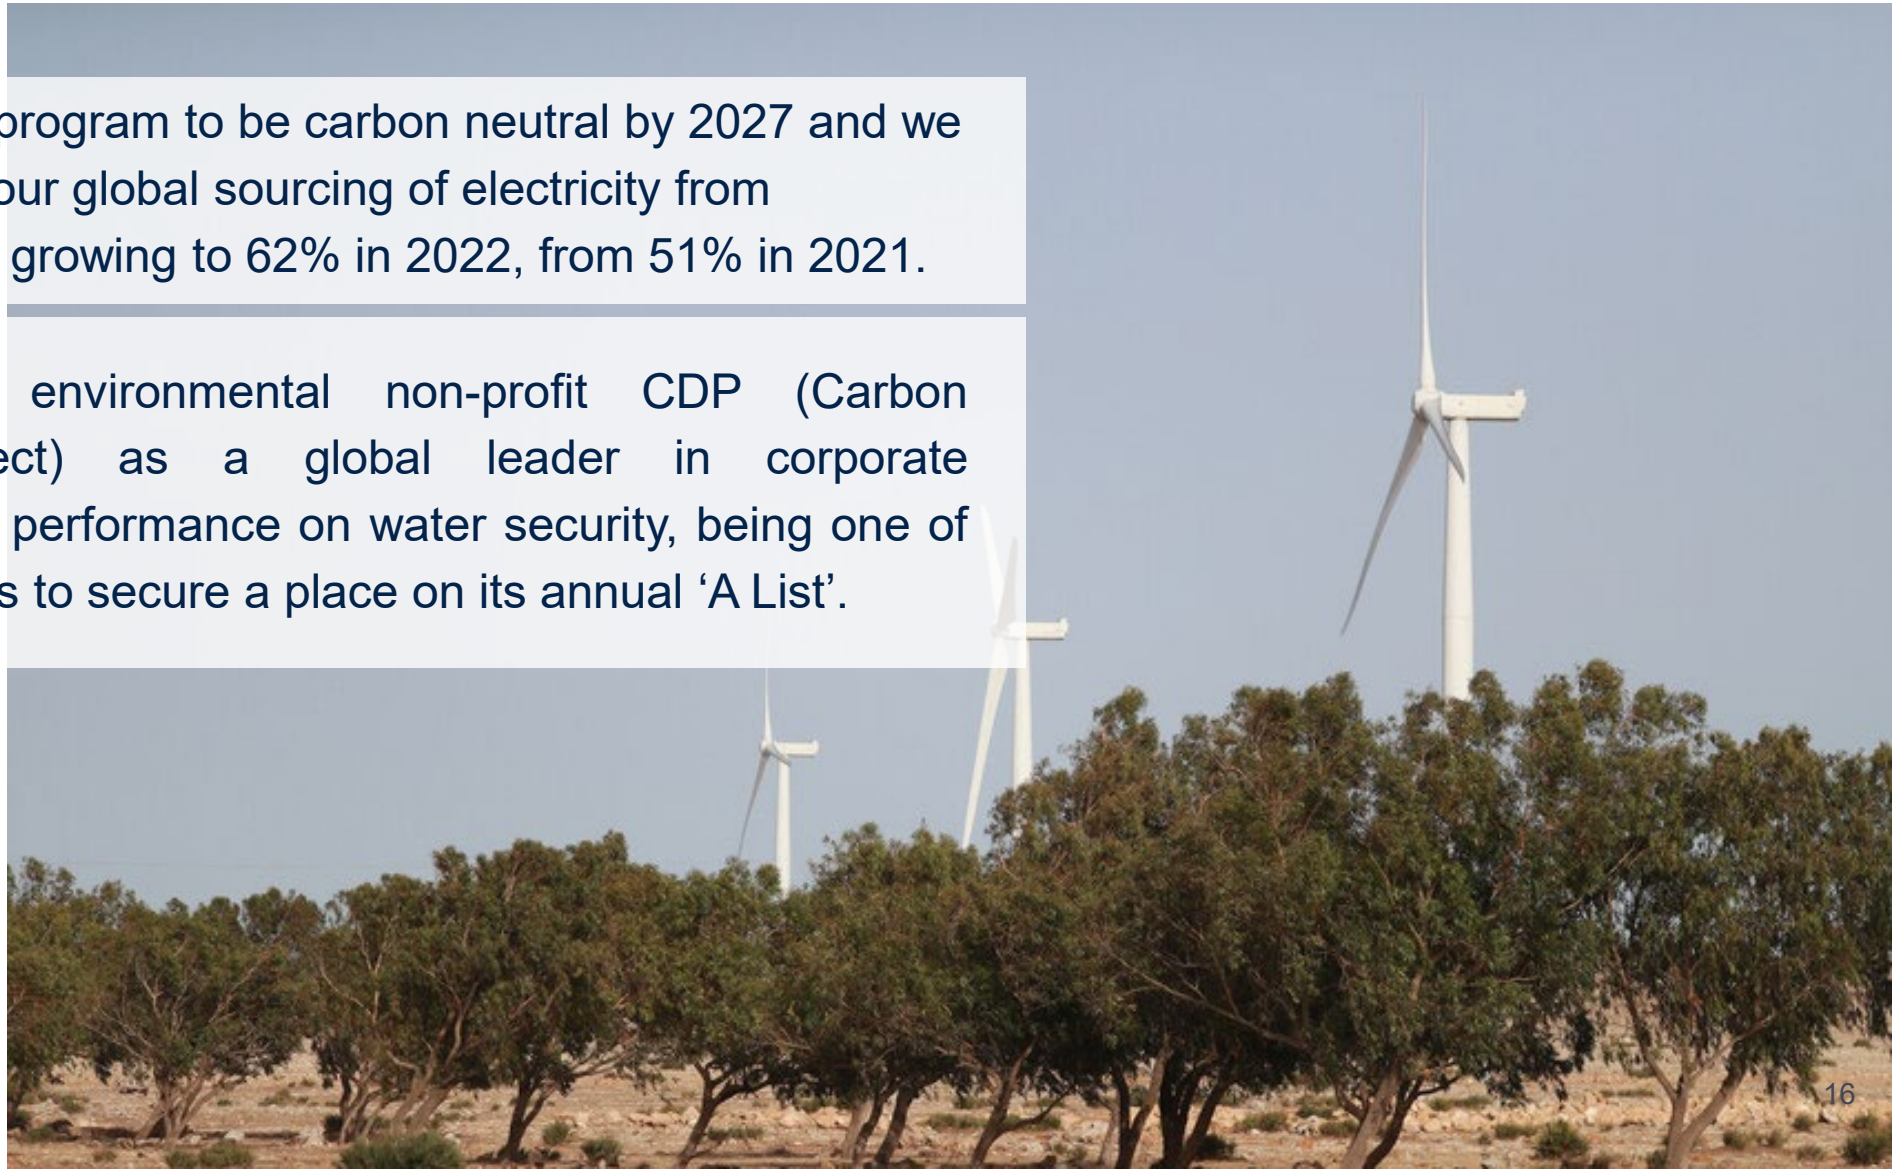 program to be carbon neutral by 2027 and we
our global sourcing of electricity from
growing to 62% in 2022, from 51% in 2021.
environmental non-profit CDP (Carbon
ect) as a global leader in corporate
performance on water security, being one of
s to secure a place on its annual ‘A List’.
16